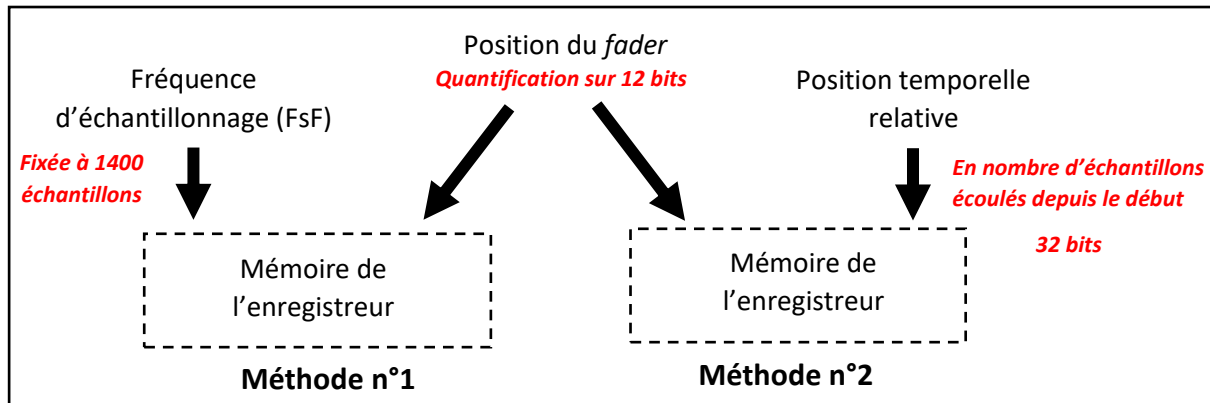 Position du fader
Quantification sur 12 bits
Fréquence
d’échantillonnage (FsF)
Position temporelle
relative
Fixée à 1400
échantillons
En nombre d’échantillons
écoulés depuis le début
32 bits
Mémoire de
l’enregistreur
Mémoire de
l’enregistreur
Méthode n°1
Méthode n°2